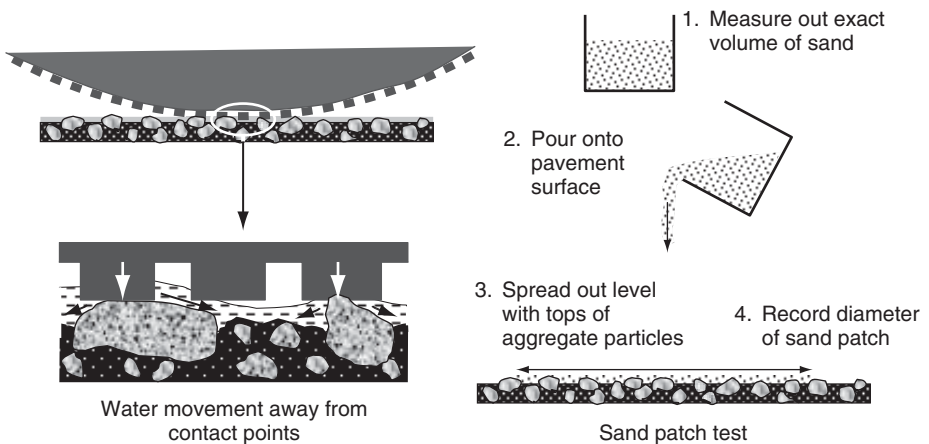 1. Measure out exact
volume of sand
2. Pour onto
pavement
surface
3. Spread out level
with tops of
aggregate particles
4. Record diameter
of sand patch
Water movement away from
contact points
Sand patch test